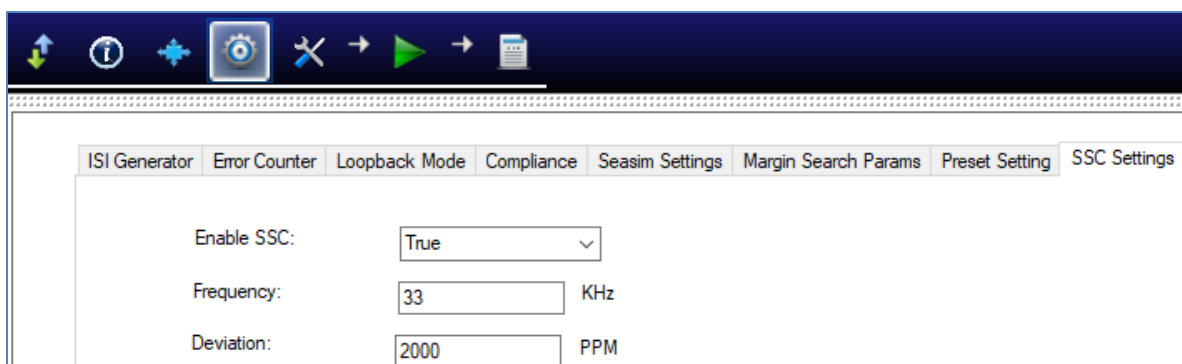 ISI Generator Error Counter Loopback Mode Compliance Seasim Settings Margin Search Params Preset Setting SSC Settings
Enable SSC: True
Frequency: 33 KHz
Deviation: 2000 PPM